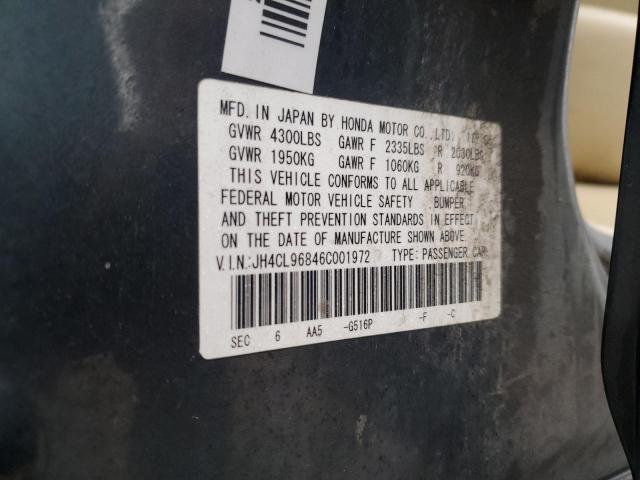 MFD. IN JAPAN BY HONDA MOTOR CO.,LTD.
GVWR 4300LBS GAWR F 2335LBS R 2030LBS
GVWR 1950KG GAWR F 1060KG R 920KG
THIS VEHICLE CONFORMS TO ALL APPLICABLE
FEDERAL MOTOR VEHICLE SAFETY BUMPER,
AND THEFT PREVENTION STANDARDS IN EFFECT
ON THE DATE OF MANUFACTURE SHOWN ABOVE.
V.I.N.:JH4CL96846C001972 TYPE: PASSENGER CAR
SEC 6 AA5 -G516P -F -C